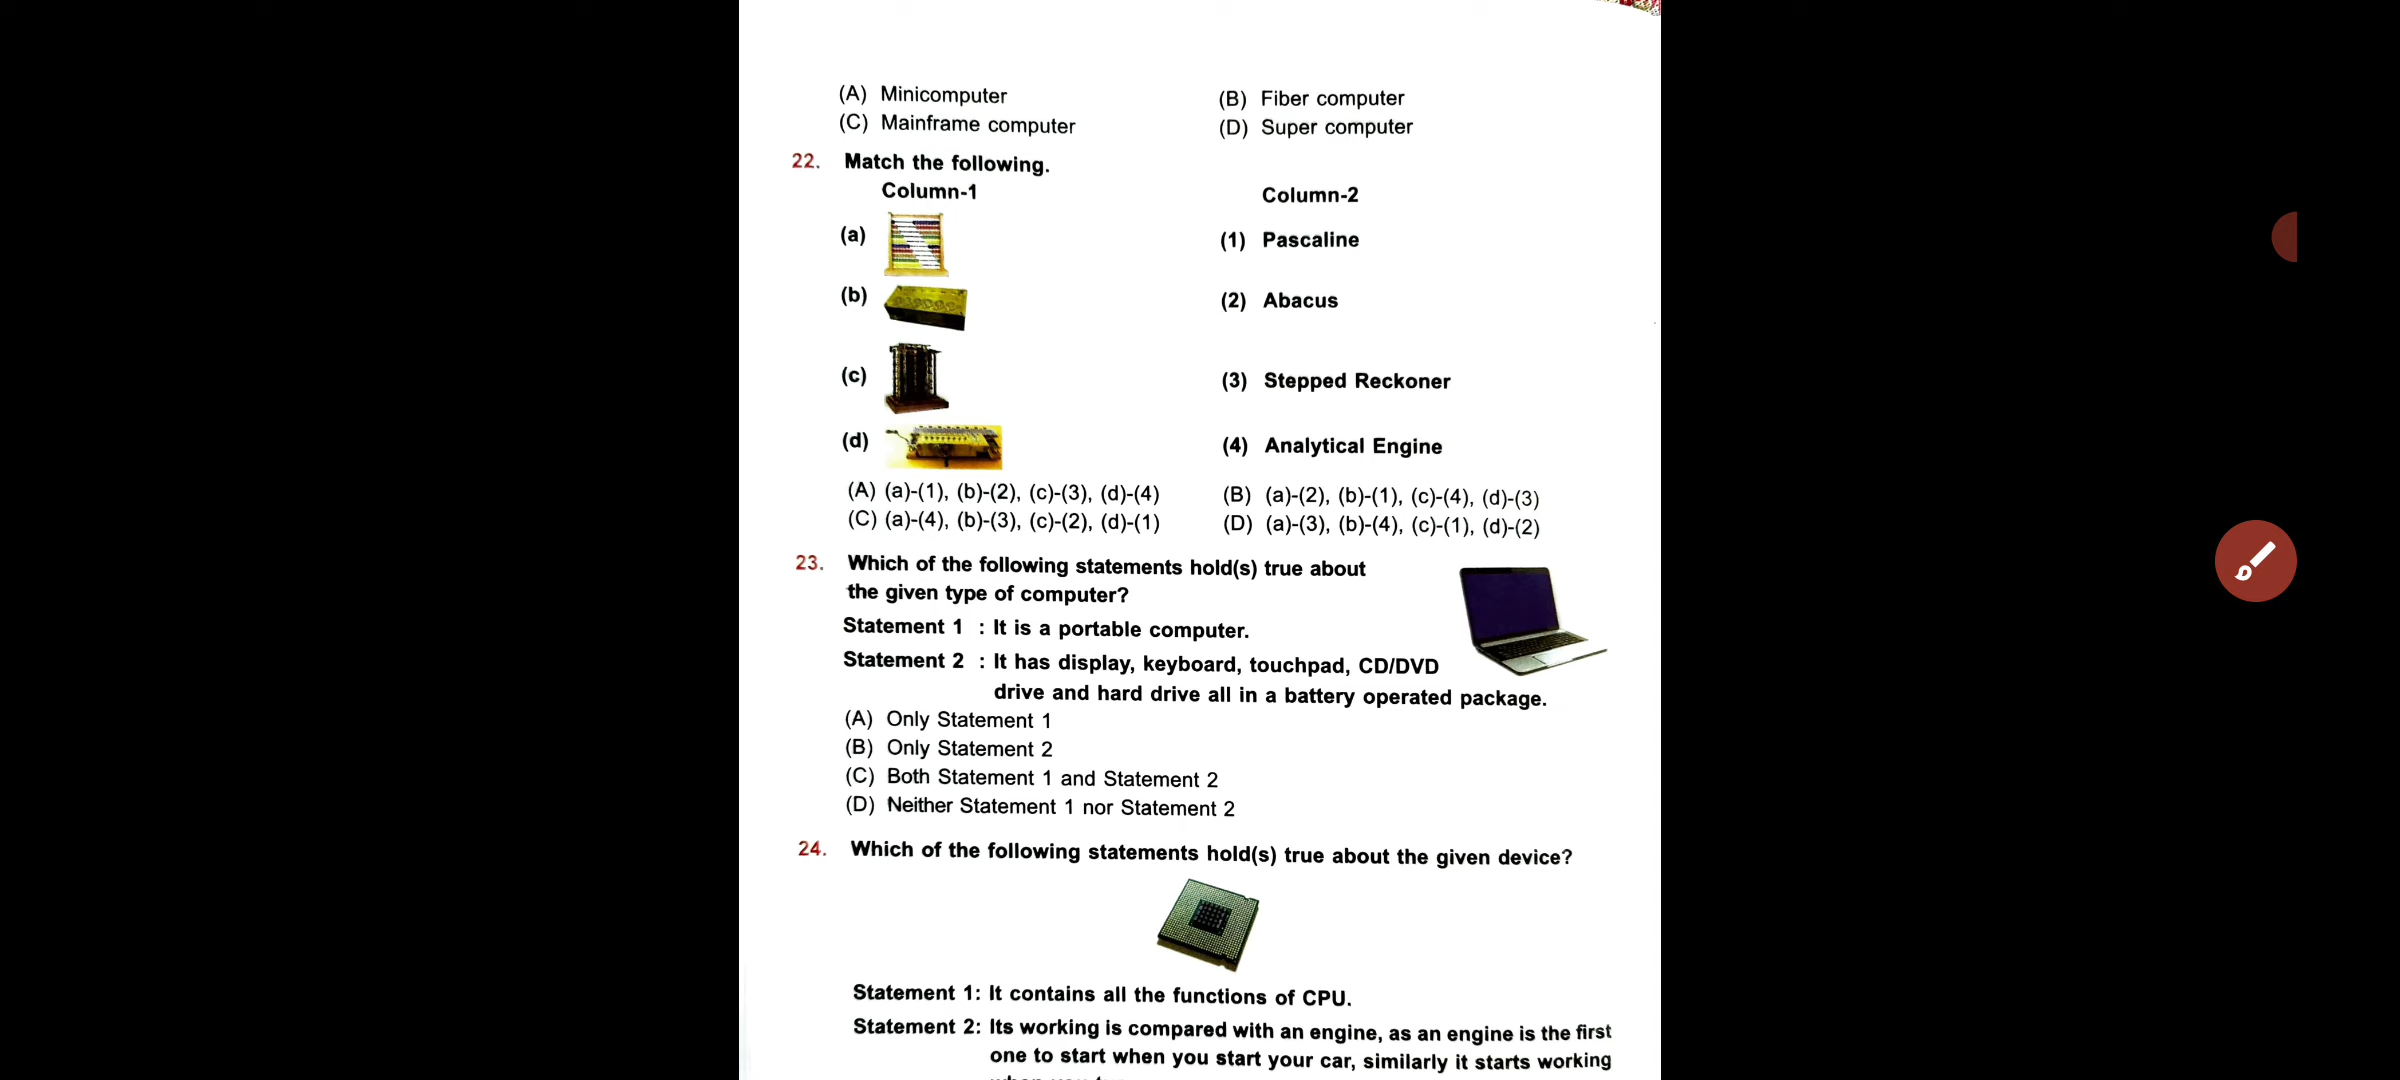 (A) Minicomputer (B) Fiber computer
(C) Mainframe computer (D) Super computer
22. Match the following.
Column-1 Column-2
(a) (1) Pascaline
(b) (2) Abacus
(c) (3) Stepped Reckoner
(d) (4) Analytical Engine
(A) (a)-(1), (b)-(2), (c)-(3), (d)-(4) (B) (a)-(2), (b)-(1), (c)-(4), (d)-(3)
(C) (a)-(4), (b)-(3), (c)-(2), (d)-(1) (D) (a)-(3), (b)-(4), (c)-(1), (d)-(2)
23. Which of the following statements hold(s) true about
the given type of computer?
Statement 1 : It is a portable computer.
Statement 2 : It has display, keyboard, touchpad, CD/DVD
drive and hard drive all in a battery operated package.
(A) Only Statement 1
(B) Only Statement 2
(C) Both Statement 1 and Statement 2
(D) Neither Statement 1 nor Statement 2
24. Which of the following statements hold(s) true about the given device?
Statement 1: It contains all the functions of CPU.
Statement 2: Its working is compared with an engine, as an engine is the first
one to start when you start your car, similarly it starts working